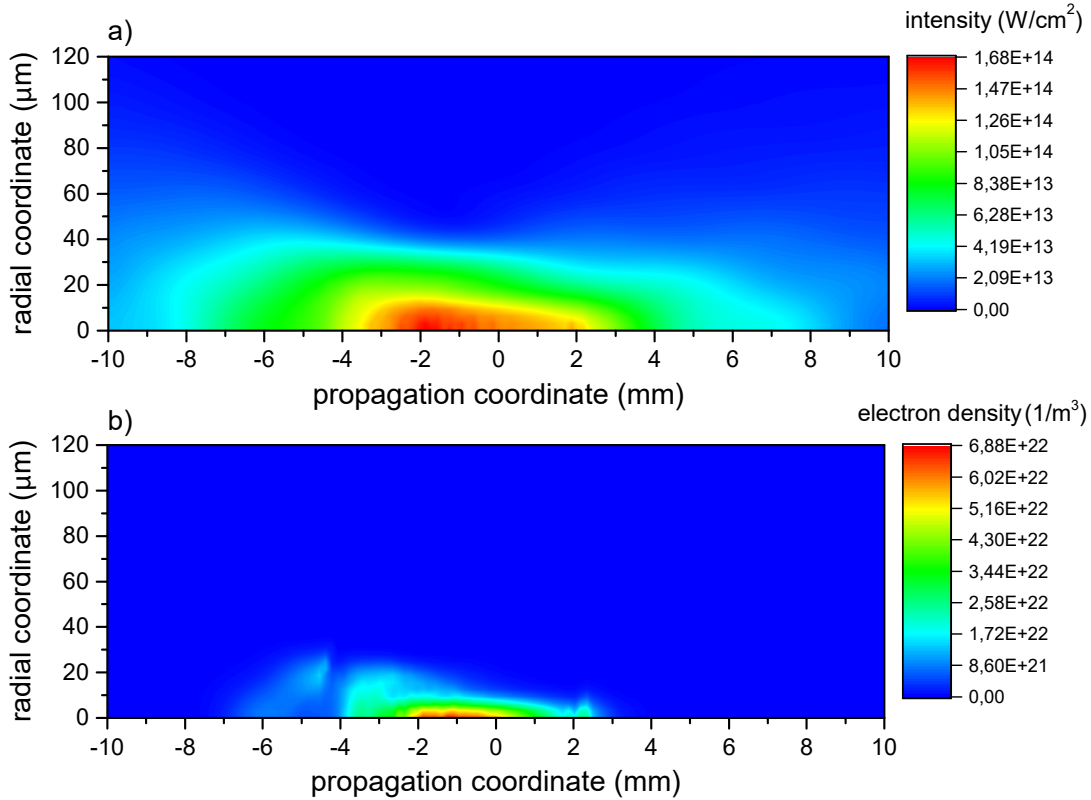 a)
intensity (W/cm²)
radial coordinate (µm)
120
100
80
60
40
20
0
-10 -8 -6 -4 -2 0 2 4 6 8 10
propagation coordinate (mm)
1,68E+14
1,47E+14
1,26E+14
1,05E+14
8,38E+13
6,28E+13
4,19E+13
2,09E+13
0,00
b)
electron density (1/m³)
radial coordinate (µm)
120
100
80
60
40
20
0
-10 -8 -6 -4 -2 0 2 4 6 8 10
propagation coordinate (mm)
6,88E+22
6,02E+22
5,16E+22
4,30E+22
3,44E+22
2,58E+22
1,72E+22
8,60E+21
0,00